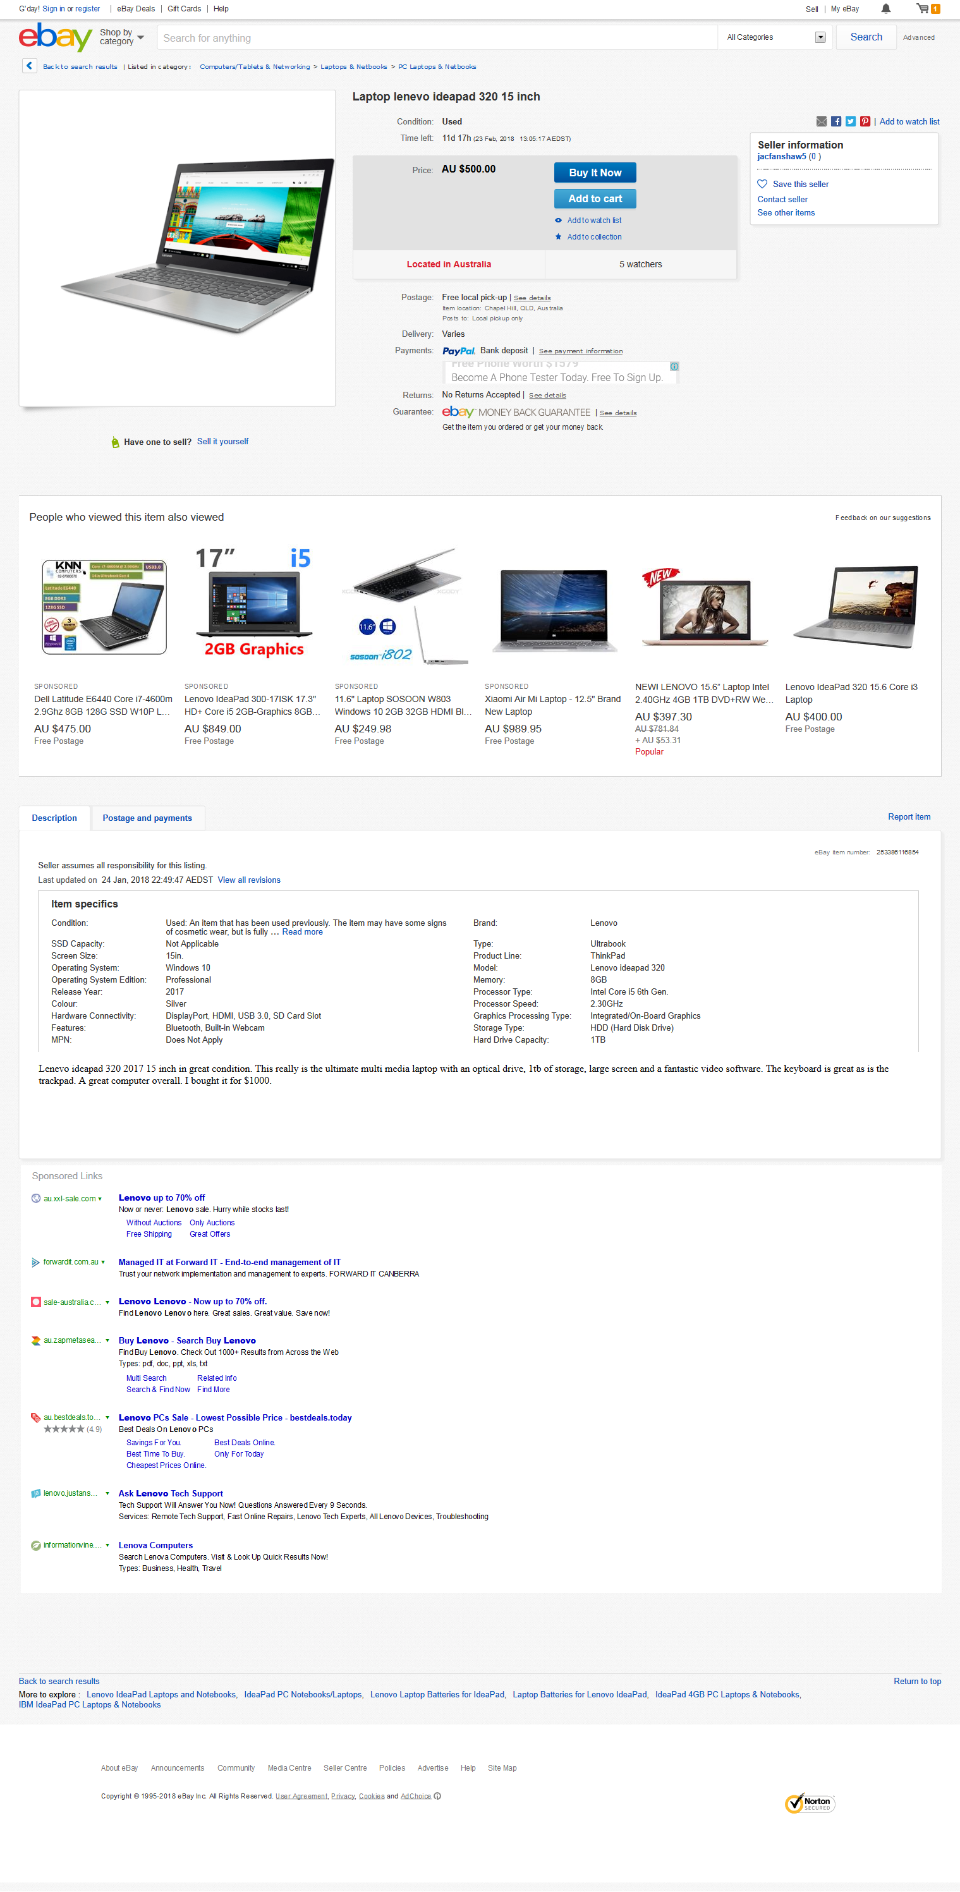 G'day! Sign in or register | eBay Deals | Gift Cards | Help
Sell | My eBay
1
ebay
Shop by category
Search for anything
All Categories
Search
Advanced
Back to search results | Listed in category: Computers/Tablets & Networking > Laptops & Netbooks > PC Laptops & Netbooks
Laptop lenevo ideapad 320 15 inch
Condition: Used
Time left: 11d 17h (23 Feb, 2018 13:05:17 AEDST)
| Add to watch list
Seller information
jacfanshaw5 (0 )
Save this seller
Contact seller
See other items
Price: AU $500.00
Buy It Now
Add to cart
Add to watch list
Add to collection
Located in Australia
5 watchers
Postage: Free local pick-up | See details
Item location: Chapel Hill, QLD, Australia
Posts to: Local pickup only
Delivery: Varies
Payments: PayPal Bank deposit | See payment information
Free Phone Worth $1579
Become A Phone Tester Today. Free To Sign Up.
Returns: No Returns Accepted | See details
Guarantee: ebay MONEY BACK GUARANTEE | See details
Get the item you ordered or get your money back.
Have one to sell? Sell it yourself
People who viewed this item also viewed
Feedback on our suggestions
KNN
COMPUTERS
17″ i5
2GB Graphics
11.6"
sosoon i802
NEW
SPONSORED
Dell Latitude E6440 Core i7-4600m
2.9Ghz 8GB 128G SSD W10P L...
AU $475.00
Free Postage
SPONSORED
Lenovo IdeaPad 300-17ISK 17.3"
HD+ Core i5 2GB-Graphics 8GB...
AU $849.00
Free Postage
SPONSORED
11.6" Laptop SOSOON W803
Windows 10 2GB 32GB HDMI Bl...
AU $249.98
Free Postage
SPONSORED
Xiaomi Air Mi Laptop - 12.5" Brand
New Laptop
AU $989.95
Free Postage
NEW! LENOVO 15.6" Laptop Intel
2.40GHz 4GB 1TB DVD+RW We...
AU $397.30
AU $781.84
+ AU $53.31
Popular
Lenovo IdeaPad 320 15.6 Core i3
Laptop
AU $400.00
Free Postage
Description
Postage and payments
Report item
eBay item number: 253386116854
Seller assumes all responsibility for this listing.
Last updated on 24 Jan, 2018 22:49:47 AEDST View all revisions
Item specifics
Condition: Used: An item that has been used previously. The item may have some signs
of cosmetic wear, but is fully ... Read more
Brand: Lenovo
SSD Capacity: Not Applicable
Type: Ultrabook
Screen Size: 15in.
Product Line: ThinkPad
Operating System: Windows 10
Model: Lenovo Ideapad 320
Operating System Edition: Professional
Memory: 8GB
Release Year: 2017
Processor Type: Intel Core i5 6th Gen.
Colour: Silver
Processor Speed: 2.30GHz
Hardware Connectivity: DisplayPort, HDMI, USB 3.0, SD Card Slot
Graphics Processing Type: Integrated/On-Board Graphics
Features: Bluetooth, Built-in Webcam
Storage Type: HDD (Hard Disk Drive)
MPN: Does Not Apply
Hard Drive Capacity: 1TB
Lenevo ideapad 320 2017 15 inch in great condition. This really is the ultimate multi media laptop with an optical drive, 1tb of storage, large screen and a fantastic video software. The keyboard is great as is the
trackpad. A great computer overall. I bought it for $1000.
Sponsored Links
au.xxl-sale.com
Lenovo up to 70% off
Now or never: Lenovo sale. Hurry while stocks last!
Without Auctions Only Auctions
Free Shipping Great Offers
forwardit.com.au
Managed IT at Forward IT - End-to-end management of IT
Trust your network implementation and management to experts. FORWARD IT CANBERRA
sale-australia.c...
Lenovo Lenovo - Now up to 70% off.
Find Lenovo Lenovo here. Great sales. Great value. Save now!
au.zapmetasea...
Buy Lenovo - Search Buy Lenovo
Find Buy Lenovo. Check Out 1000+ Results from Across the Web
Types: pdf, doc, ppt, xls, txt
Multi Search Related Info
Search & Find Now Find More
au.bestdeals.to...
(4.9)
Lenovo PCs Sale - Lowest Possible Price - bestdeals.today
Best Deals On Lenovo PCs
Savings For You. Best Deals Online.
Best Time To Buy. Only For Today
Cheapest Prices Online.
lenovo.justans...
Ask Lenovo Tech Support
Tech Support Will Answer You Now! Questions Answered Every 9 Seconds.
Services: Remote Tech Support, Fast Online Repairs, Lenovo Tech Experts, All Lenovo Devices, Troubleshooting
informationvine....
Lenova Computers
Search Lenova Computers. Visit & Look Up Quick Results Now!
Types: Business, Health, Travel
Back to search results
Return to top
More to explore : Lenovo IdeaPad Laptops and Notebooks, IdeaPad PC Notebooks/Laptops, Lenovo Laptop Batteries for IdeaPad, Laptop Batteries for Lenovo IdeaPad, IdeaPad 4GB PC Laptops & Notebooks,
IBM IdeaPad PC Laptops & Notebooks
About eBay Announcements Community Media Centre Seller Centre Policies Advertise Help Site Map
Copyright © 1995-2018 eBay Inc. All Rights Reserved. User Agreement, Privacy, Cookies and AdChoice
Norton
SECURED